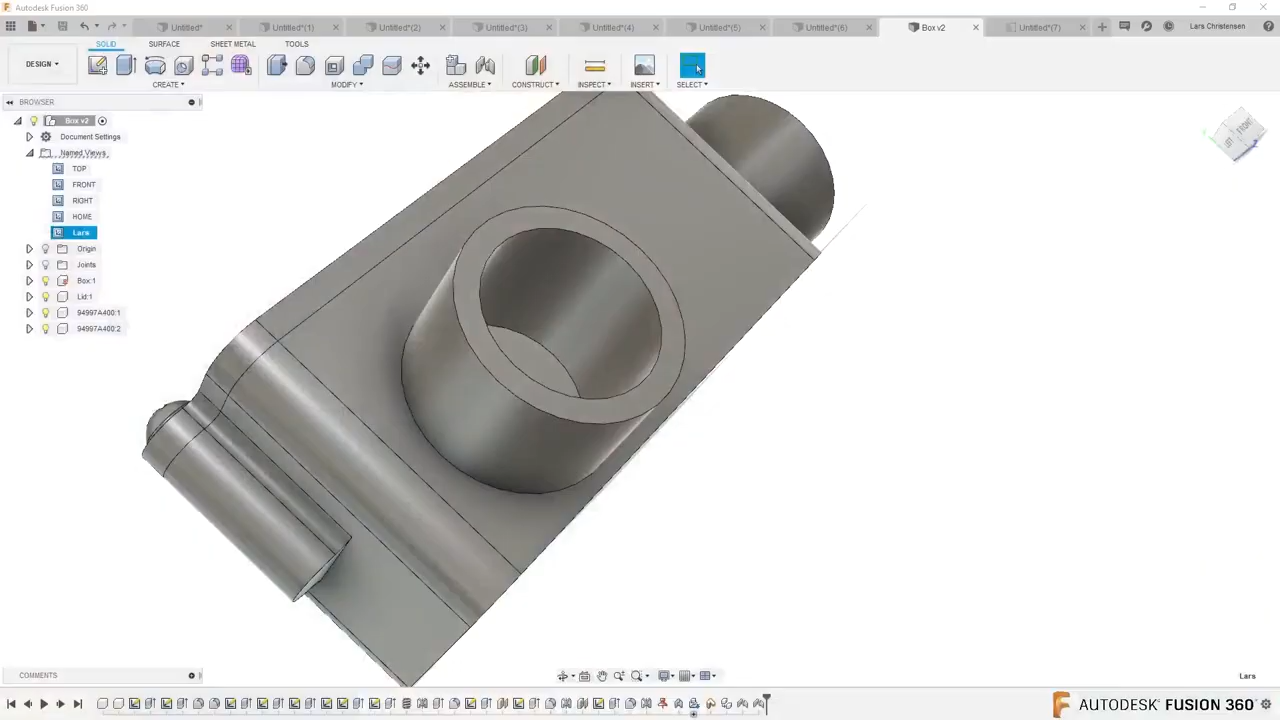 Autodesk Fusion 360
Untitled* Untitled*(1) Untitled*(2) Untitled*(3) Untitled*(4) Untitled*(5) Untitled*(6) Box v2 Untitled*(7) Lars Christensen
SOLID SURFACE SHEET METAL TOOLS
DESIGN
CREATE MODIFY ASSEMBLE CONSTRUCT INSPECT INSERT SELECT
BROWSER
Box v2
Document Settings
Named Views
TOP
FRONT
RIGHT
HOME
Lars
Origin
Joints
Box:1
Lid:1
94997A400:1
94997A400:2
FRONT
COMMENTS
Lars
AUTODESK FUSION 360